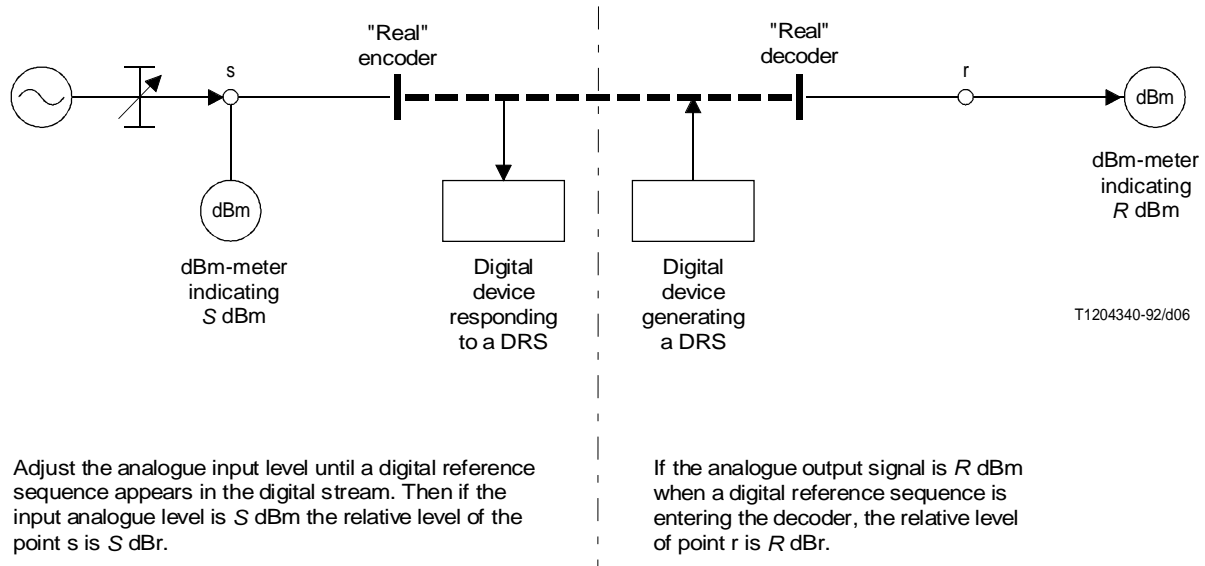 "Real"
encoder
"Real"
decoder
s
r
dBm
dBm
dBm-meter
indicating
S dBm
Digital
device
responding
to a DRS
Digital
device
generating
a DRS
dBm-meter
indicating
R dBm
T1204340-92/d06
Adjust the analogue input level until a digital reference
sequence appears in the digital stream. Then if the
input analogue level is S dBm the relative level of the
point s is S dBr.
If the analogue output signal is R dBm
when a digital reference sequence is
entering the decoder, the relative level
of point r is R dBr.